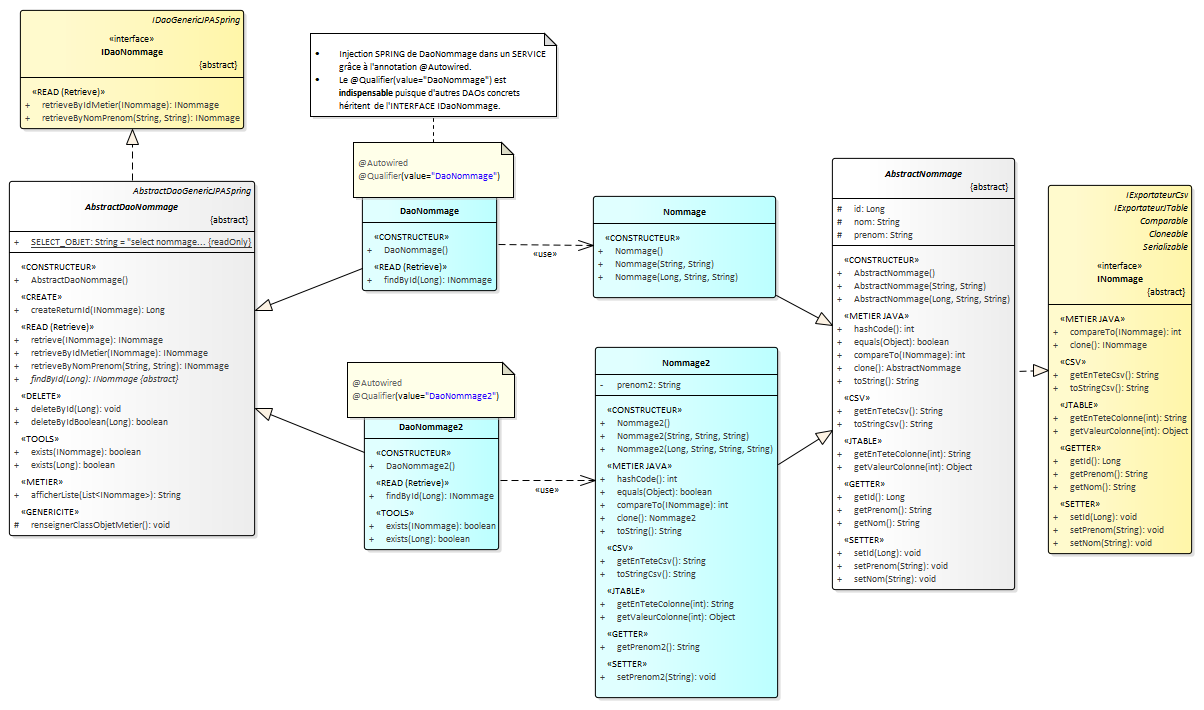 IDaoGenericJPASpring
«interface»
IDaoNommage
{abstract}
«READ (Retrieve)»
+ retrieveByIdMetier(INommage): INommage
+ retrieveByNomPrenom(String, String): INommage
• Injection SPRING de DaoNommage dans un SERVICE
grâce à l'annotation @Autowired.
• Le @Qualifier(value="DaoNommage") est
indispensable puisque d'autres DAOs concrets
héritent de l'INTERFACE IDaoNommage.
AbstractDaoGenericJPASpring
AbstractDaoNommage
{abstract}
+ SELECT_OBJET: String = "select nommage... {readOnly}
«CONSTRUCTEUR»
+ AbstractDaoNommage()
«CREATE»
+ createReturnId(INommage): Long
«READ (Retrieve)»
+ retrieve(INommage): INommage
+ retrieveByIdMetier(INommage): INommage
+ retrieveByNomPrenom(String, String): INommage
+ findById(Long): INommage {abstract}
«DELETE»
+ deleteById(Long): void
+ deleteByIdBoolean(Long): boolean
«TOOLS»
+ exists(INommage): boolean
+ exists(Long): boolean
«METIER»
+ afficherListe(List<INommage>): String
«GENERICITE»
# renseignerClassObjetMetier(): void
@Autowired
@Qualifier(value="DaoNommage")
DaoNommage
«CONSTRUCTEUR»
+ DaoNommage()
«READ (Retrieve)»
+ findById(Long): INommage
«use»
@Autowired
@Qualifier(value="DaoNommage2")
DaoNommage2
«CONSTRUCTEUR»
+ DaoNommage2()
«READ (Retrieve)»
+ findById(Long): INommage
«TOOLS»
+ exists(INommage): boolean
+ exists(Long): boolean
«use»
Nommage
«CONSTRUCTEUR»
+ Nommage()
+ Nommage(String, String)
+ Nommage(Long, String, String)
Nommage2
- prenom2: String
«CONSTRUCTEUR»
+ Nommage2()
+ Nommage2(String, String, String)
+ Nommage2(Long, String, String, String)
«METIER JAVA»
+ hashCode(): int
+ equals(Object): boolean
+ compareTo(INommage): int
+ clone(): Nommage2
+ toString(): String
«CSV»
+ getEnTeteCsv(): String
+ toStringCsv(): String
«JTABLE»
+ getEnTeteColonne(int): String
+ getValeurColonne(int): Object
«GETTER»
+ getPrenom2(): String
«SETTER»
+ setPrenom2(String): void
AbstractNommage
{abstract}
# id: Long
# nom: String
# prenom: String
«CONSTRUCTEUR»
+ AbstractNommage()
+ AbstractNommage(String, String)
+ AbstractNommage(Long, String, String)
«METIER JAVA»
+ hashCode(): int
+ equals(Object): boolean
+ compareTo(INommage): int
+ clone(): AbstractNommage
+ toString(): String
«CSV»
+ getEnTeteCsv(): String
+ toStringCsv(): String
«JTABLE»
+ getEnTeteColonne(int): String
+ getValeurColonne(int): Object
«GETTER»
+ getId(): Long
+ getPrenom(): String
+ getNom(): String
«SETTER»
+ setId(Long): void
+ setPrenom(String): void
+ setNom(String): void
IExportateurCsv
IExportateurJTable
Comparable
Cloneable
Serializable
«interface»
INommage
{abstract}
«METIER JAVA»
+ compareTo(INommage): int
+ clone(): INommage
«CSV»
+ getEnTeteCsv(): String
+ toStringCsv(): String
«JTABLE»
+ getEnTeteColonne(int): String
+ getValeurColonne(int): Object
«GETTER»
+ getId(): Long
+ getPrenom(): String
+ getNom(): String
«SETTER»
+ setId(Long): void
+ setPrenom(String): void
+ setNom(String): void